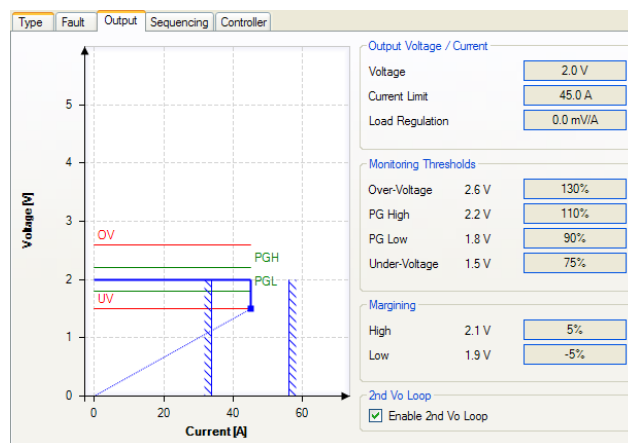 Type Fault Output Sequencing Controller
Voltage [V]
5
4
3
2
1
0
OV
PGH
PGL
UV
0 20 40 60
Current [A]
Output Voltage / Current
Voltage 2.0 V
Current Limit 45.0 A
Load Regulation 0.0 mV/A
Monitoring Thresholds
Over-Voltage 2.6 V 130%
PG High 2.2 V 110%
PG Low 1.8 V 90%
Under-Voltage 1.5 V 75%
Margining
High 2.1 V 5%
Low 1.9 V -5%
2nd Vo Loop
Enable 2nd Vo Loop